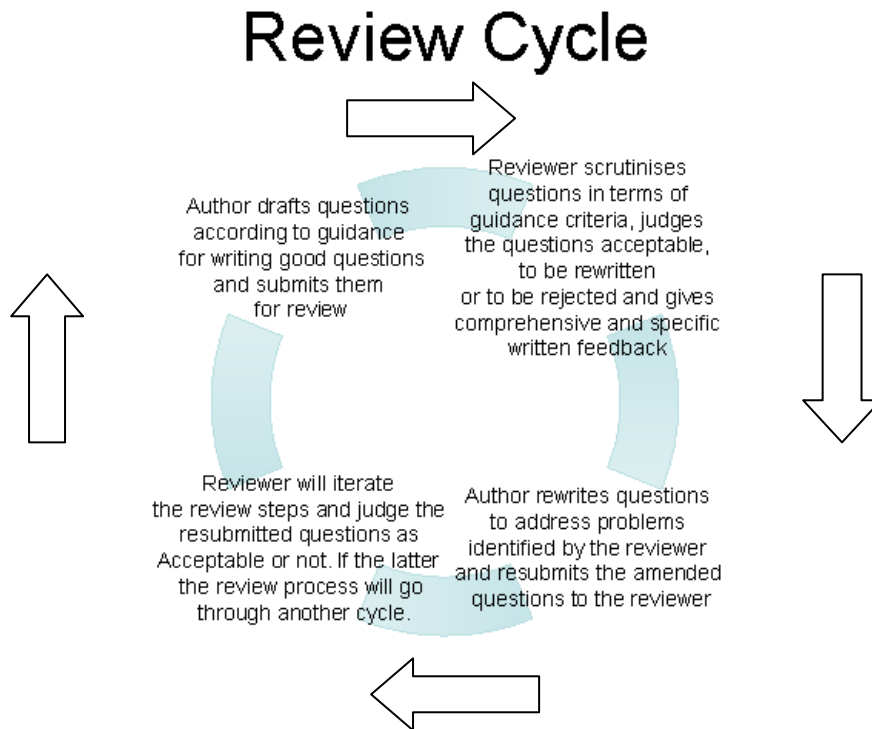 Review Cycle
Author drafts questions
according to guidance
for writing good questions
and submits them
for review
Reviewer scrutinises
questions in terms of
guidance criteria, judges
the questions acceptable,
to be rewritten
or to be rejected and gives
comprehensive and specific
written feedback
Author rewrites questions
to address problems
identified by the reviewer
and resubmits the amended
questions to the reviewer
Reviewer will iterate
the review steps and judge the
resubmitted questions as
Acceptable or not. If the latter
the review process will go
through another cycle.